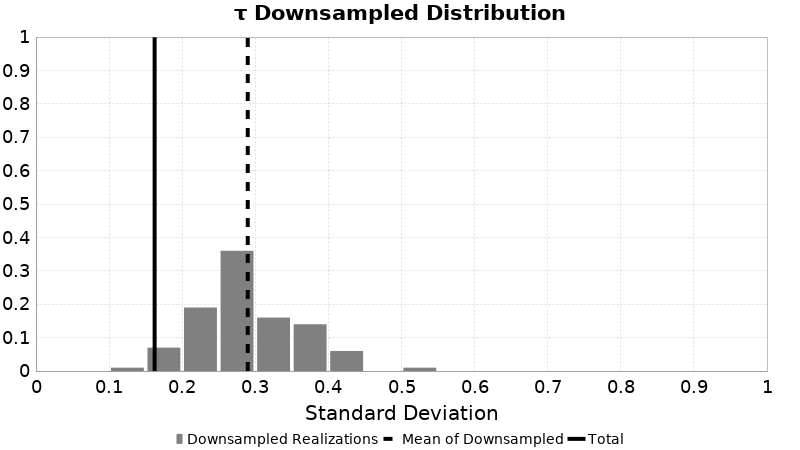 τ Downsampled Distribution
1
0.9
0.8
0.7
0.6
0.5
0.4
0.3
0.2
0.1
0
0 0.1 0.2 0.3 0.4 0.5 0.6 0.7 0.8 0.9 1
Standard Deviation
Downsampled Realizations Mean of Downsampled Total